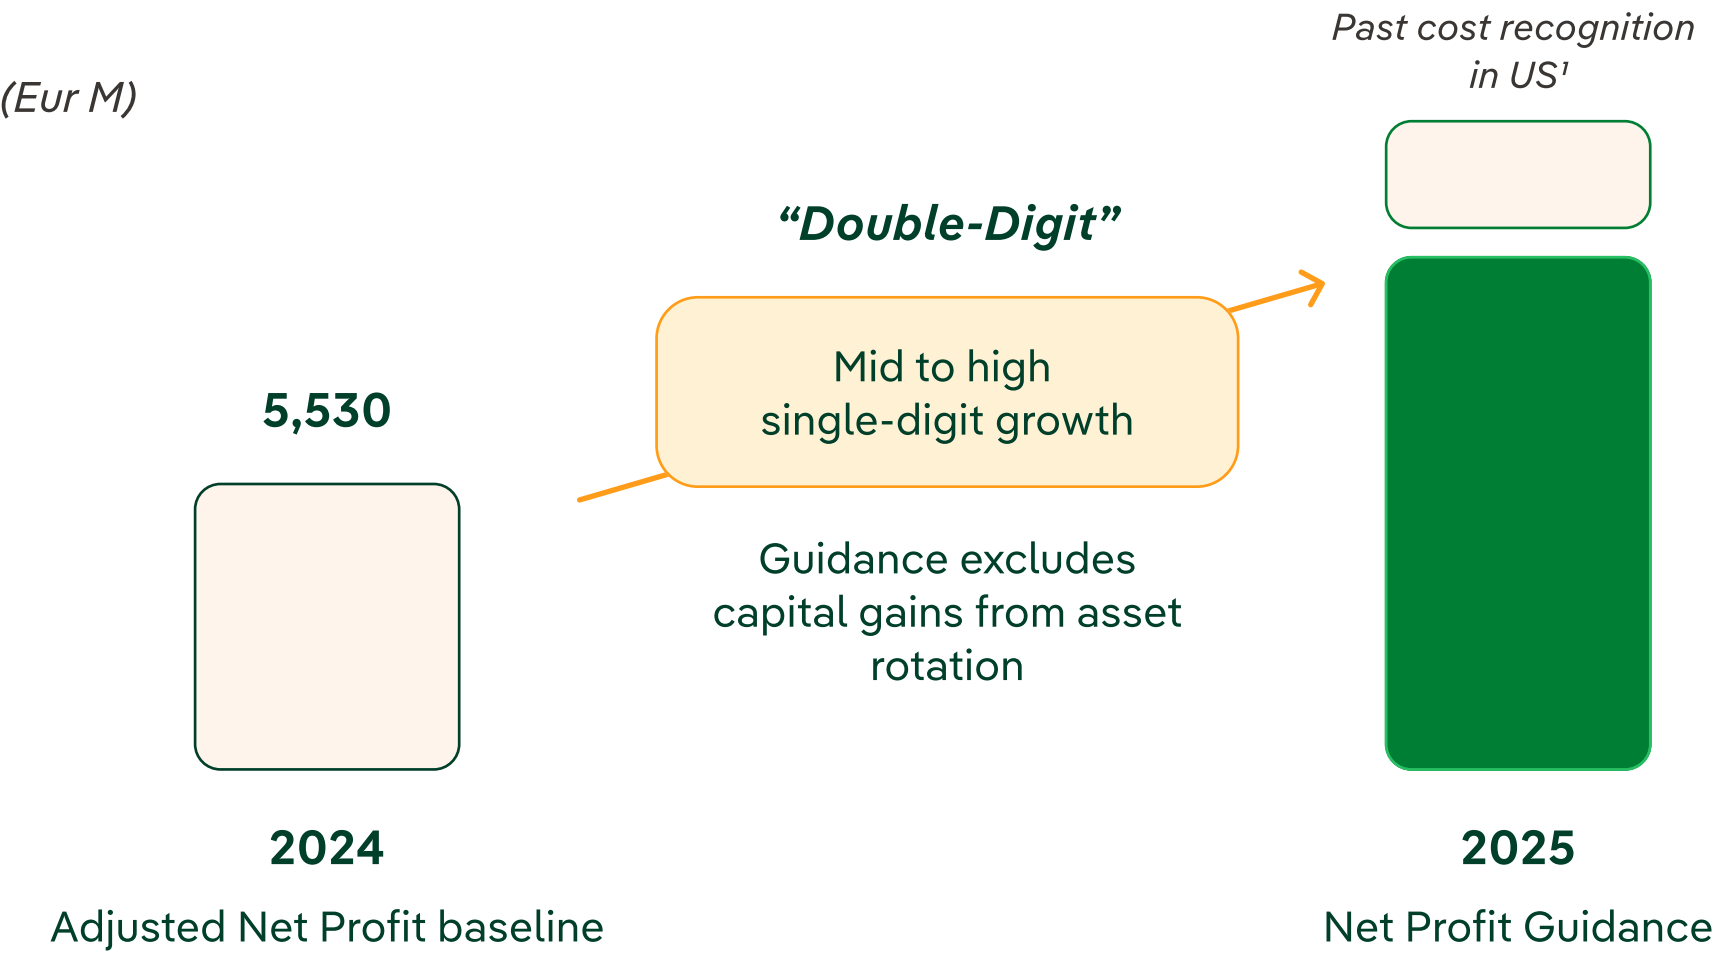 Past cost recognition
in US¹
(Eur M)
“Double-Digit”
Mid to high
single-digit growth
5,530
Guidance excludes
capital gains from asset
rotation
2024
2025
Adjusted Net Profit baseline
Net Profit Guidance